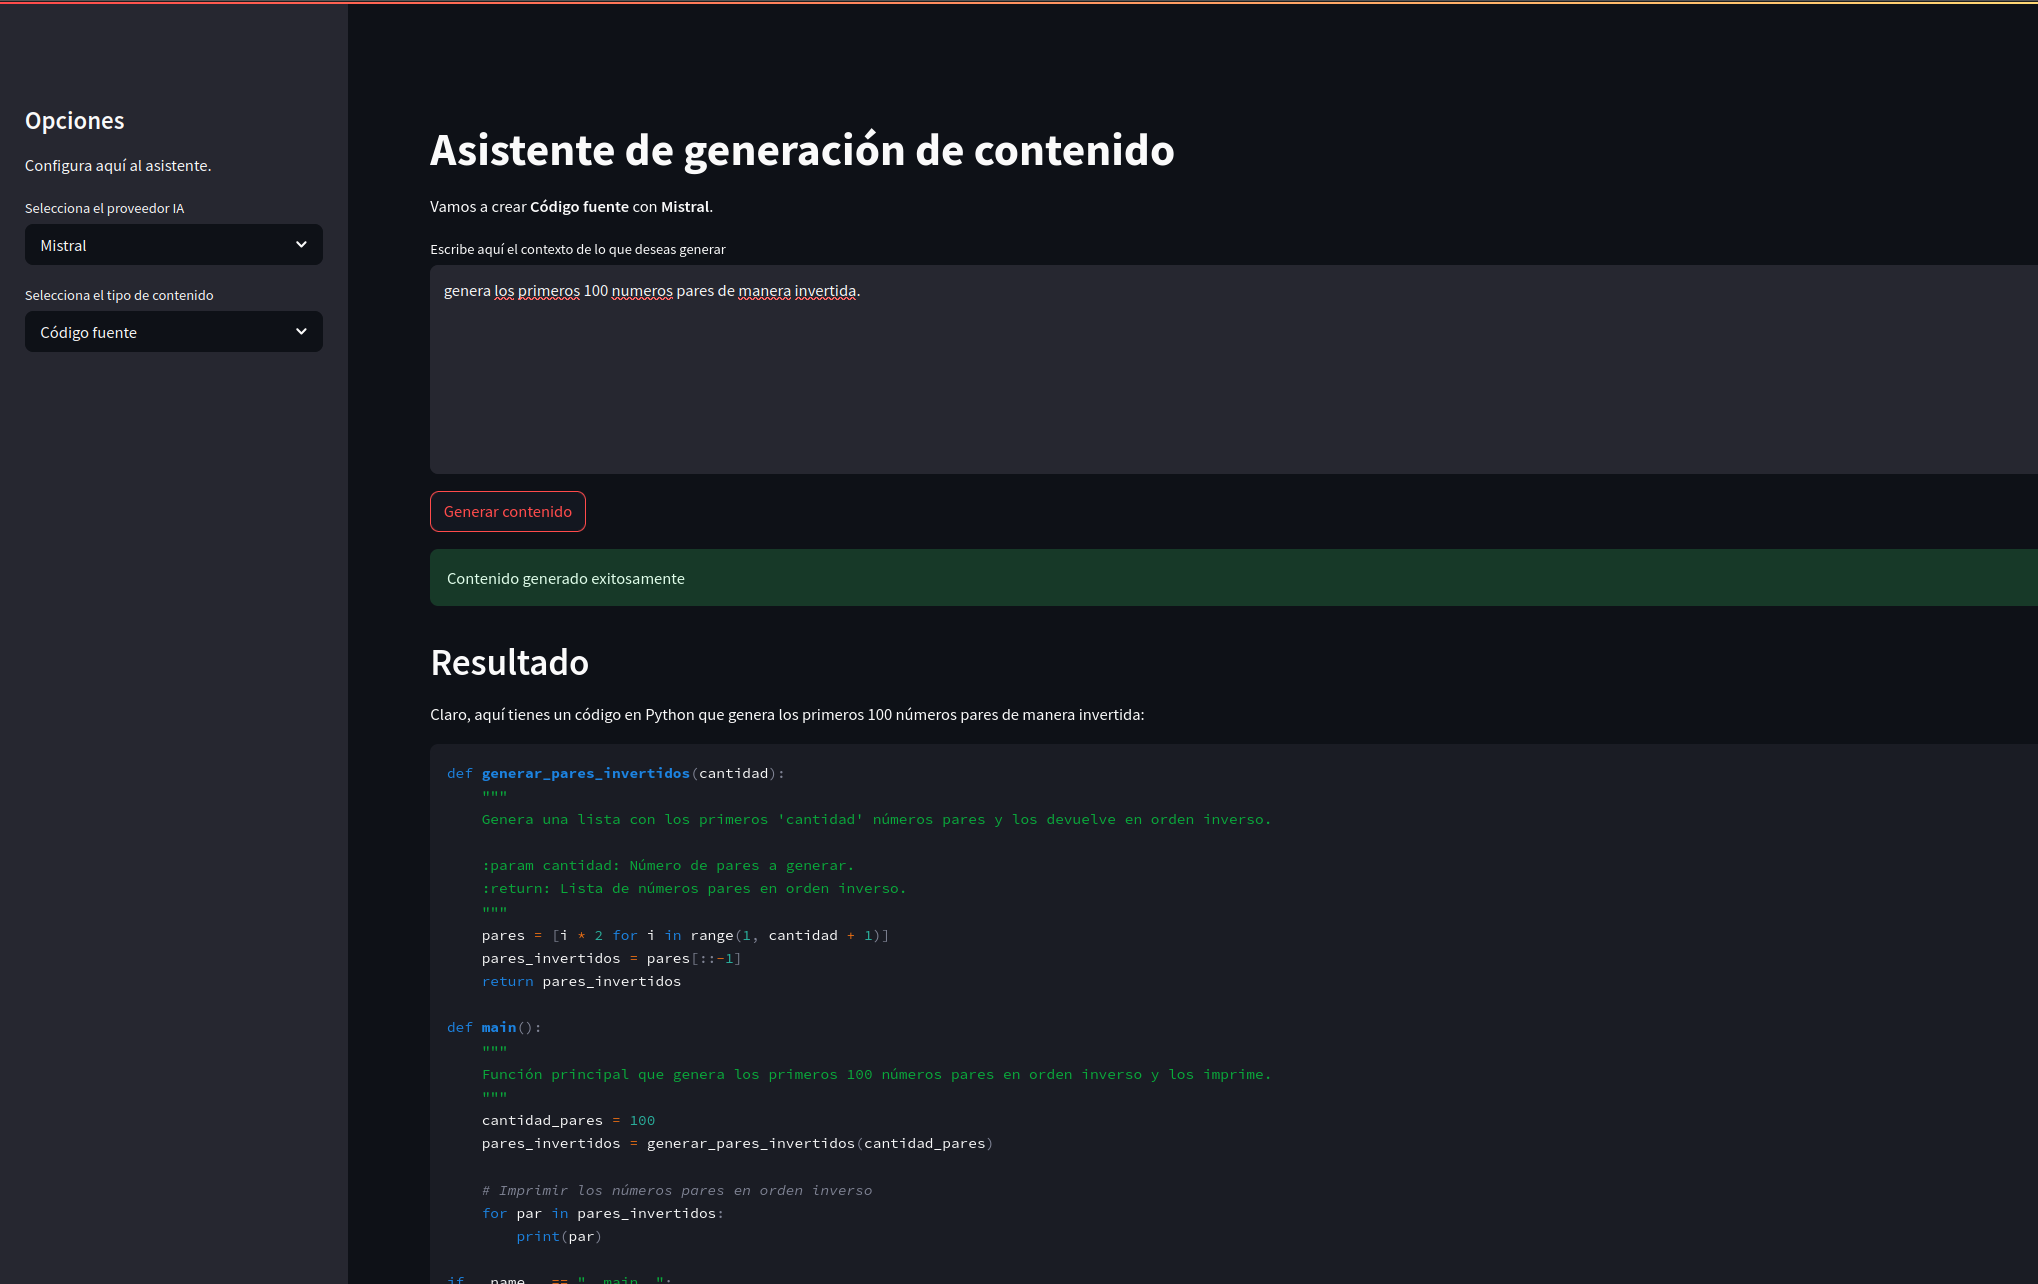 Opciones
Configura aquí al asistente.
Selecciona el proveedor IA
Mistral
Selecciona el tipo de contenido
Código fuente
Asistente de generación de contenido
Vamos a crear Código fuente con Mistral.
Escribe aquí el contexto de lo que deseas generar
genera los primeros 100 numeros pares de manera invertida.
Generar contenido
Contenido generado exitosamente
Resultado
Claro, aquí tienes un código en Python que genera los primeros 100 números pares de manera invertida:
def generar_pares_invertidos(cantidad):
    """
    Genera una lista con los primeros 'cantidad' números pares y los devuelve en orden inverso.
    :param cantidad: Número de pares a generar.
    :return: Lista de números pares en orden inverso.
    """
    pares = [i * 2 for i in range(1, cantidad + 1)]
    pares_invertidos = pares[::-1]
    return pares_invertidos
def main():
    """
    Función principal que genera los primeros 100 números pares en orden inverso y los imprime.
    """
    cantidad_pares = 100
    pares_invertidos = generar_pares_invertidos(cantidad_pares)
    # Imprimir los números pares en orden inverso
    for par in pares_invertidos:
        print(par)
if __name__ == "__main__":